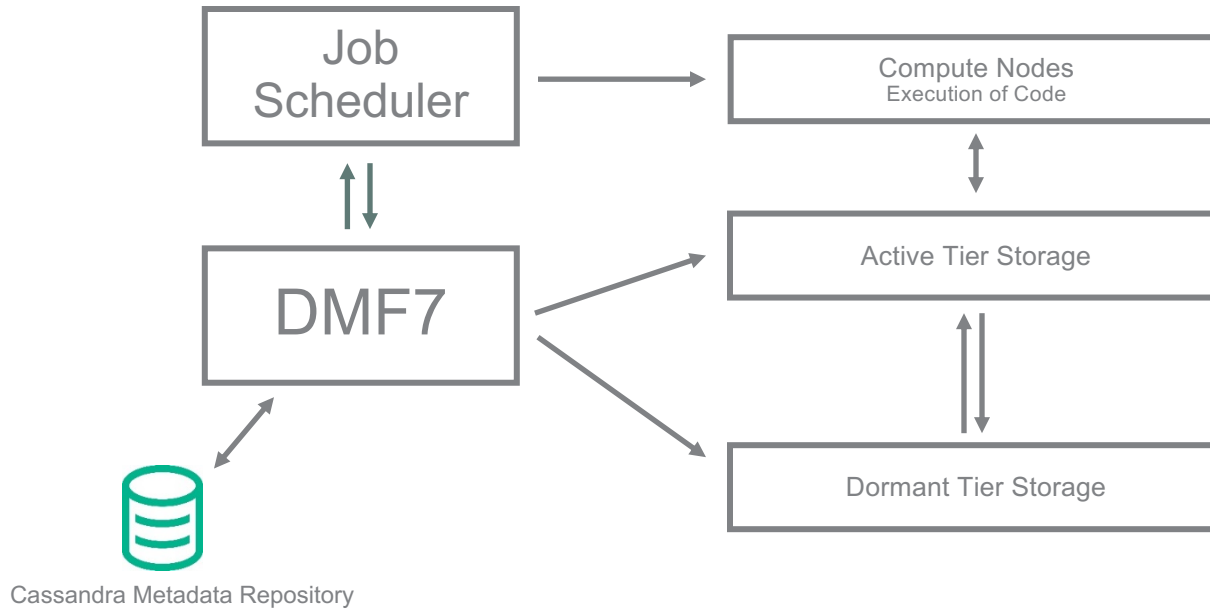 Job
Scheduler
Compute Nodes
Execution of Code
DMF7
Active Tier Storage
Dormant Tier Storage
Cassandra Metadata Repository